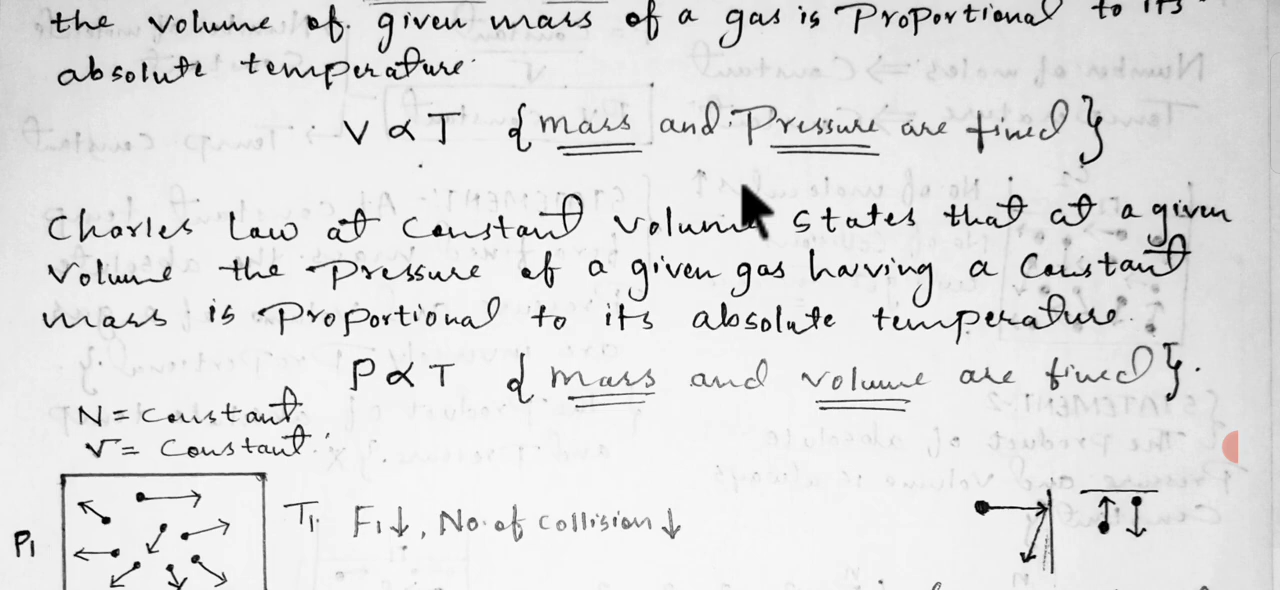 the volume of given mass of a gas is Proportional to its
absolute temperature
V ∝ T { mass and Pressure are fixed }
Charles Law at constant volume states that at a given
Volume the Pressure of a given gas having a constant
mass is Proportional to its absolute temperature.
P ∝ T { mass and volume are fixed }.
N = constant
V = constant
P₁
T₁ F₁↓, No. of collision ↓